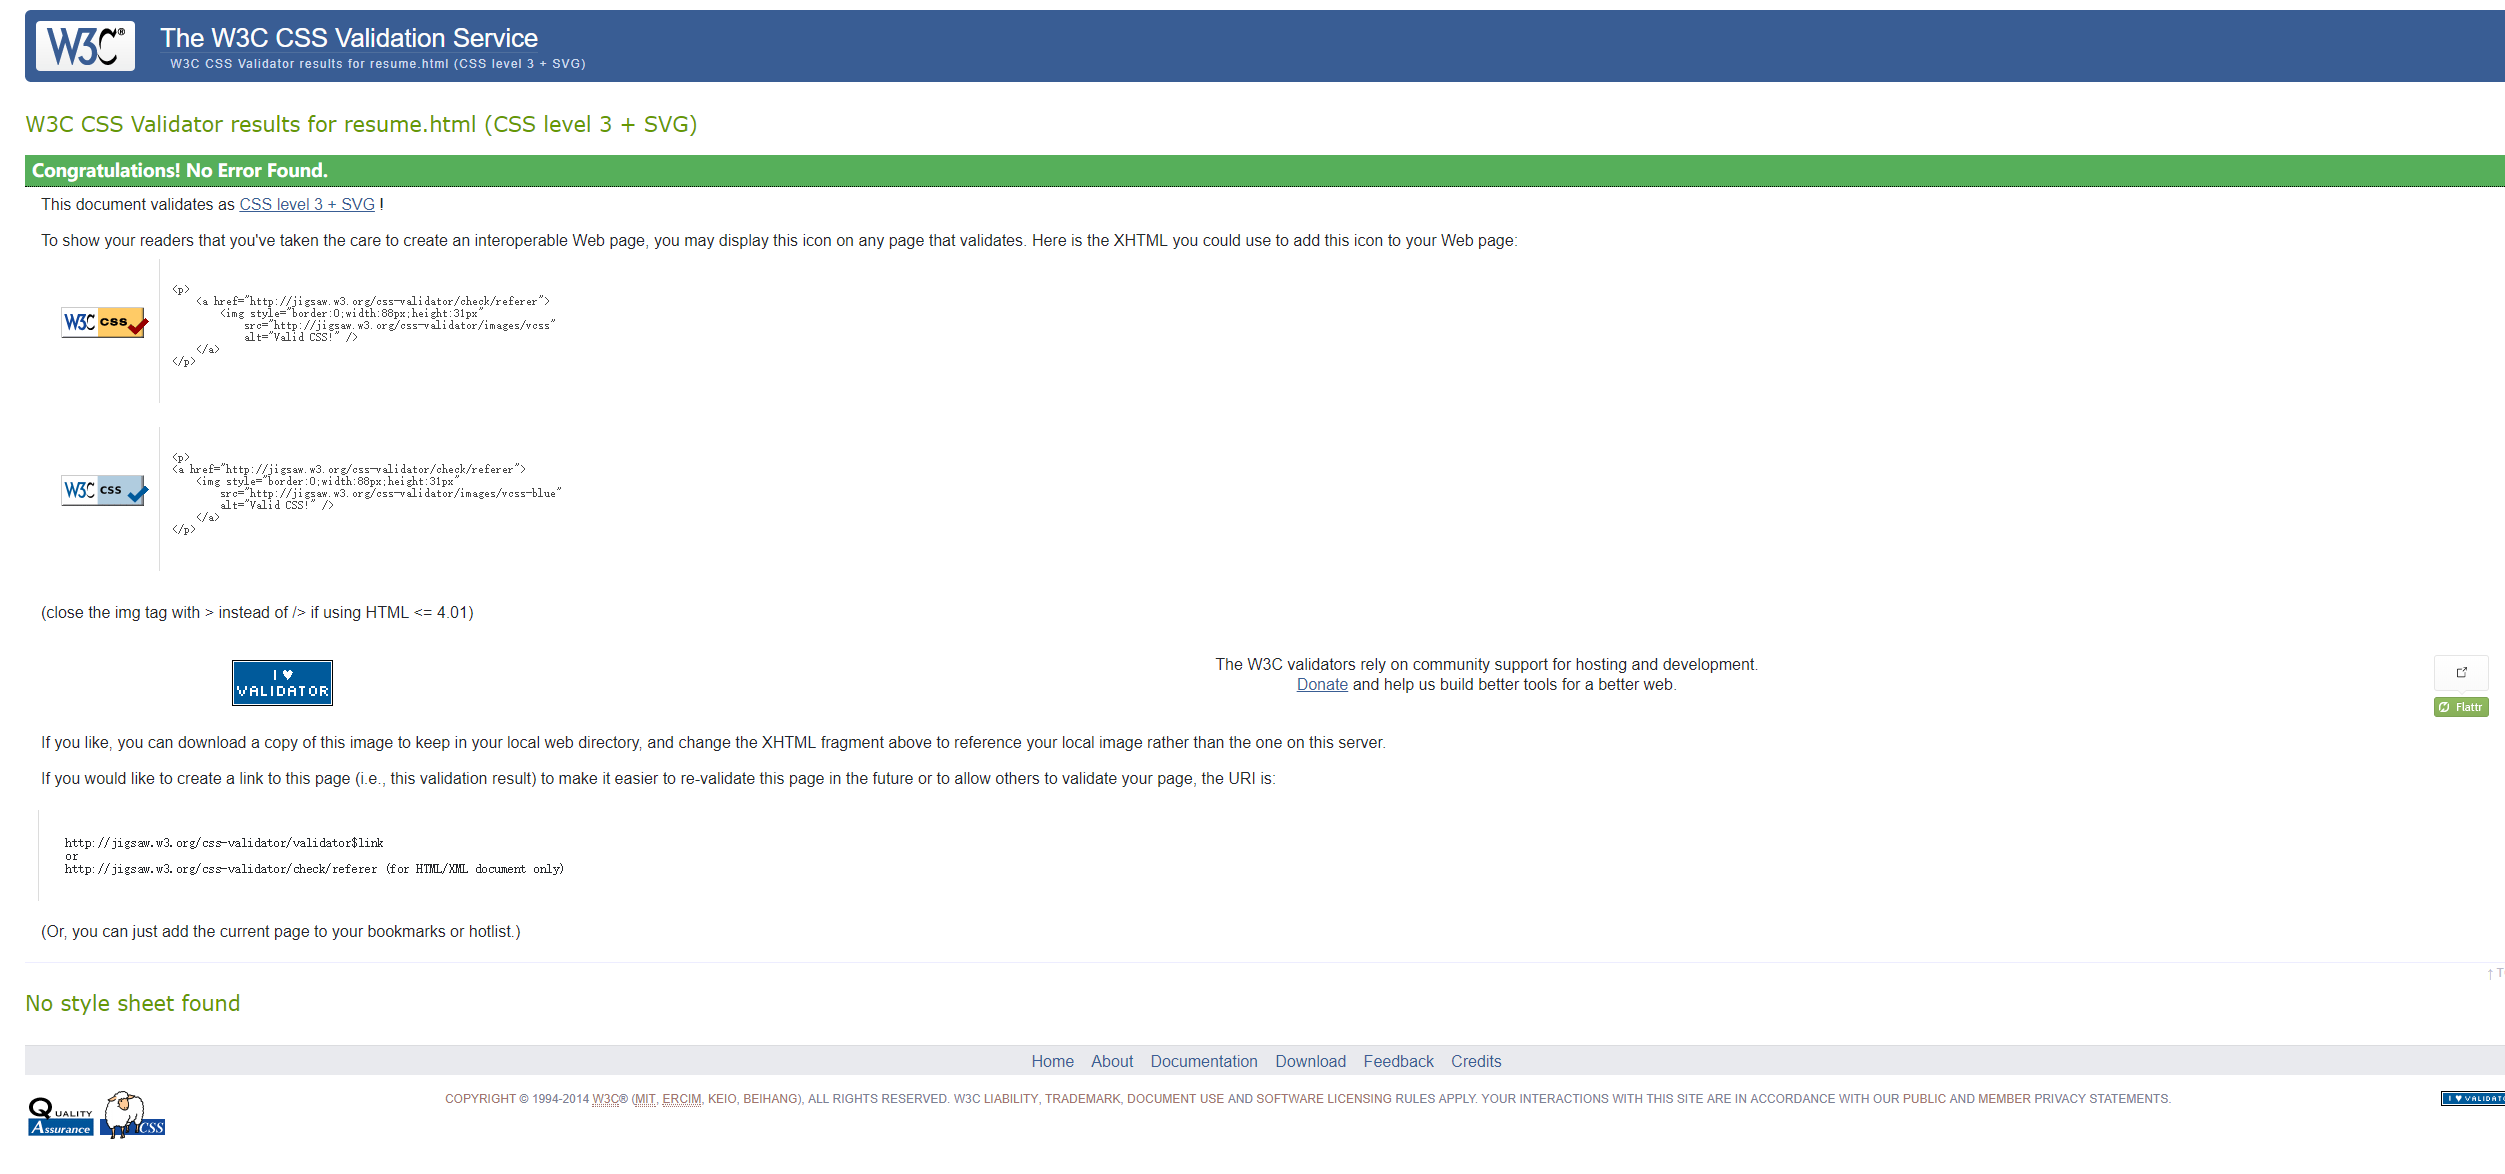 W3C®
The W3C CSS Validation Service
W3C CSS Validator results for resume.html (CSS level 3 + SVG)
W3C CSS Validator results for resume.html (CSS level 3 + SVG)
Congratulations! No Error Found.
This document validates as CSS level 3 + SVG !
To show your readers that you've taken the care to create an interoperable Web page, you may display this icon on any page that validates. Here is the XHTML you could use to add this icon to your Web page:
W3C css
<p>
<a href="http://jigsaw.w3.org/css-validator/check/referer">
<img style="border:0;width:88px;height:31px"
src="http://jigsaw.w3.org/css-validator/images/vcss"
alt="Valid CSS!" />
</a>
</p>
W3C css
<p>
<a href="http://jigsaw.w3.org/css-validator/check/referer">
<img style="border:0;width:88px;height:31px"
src="http://jigsaw.w3.org/css-validator/images/vcss-blue"
alt="Valid CSS!" />
</a>
</p>
(close the img tag with > instead of /> if using HTML <= 4.01)
I ♥
VALIDATOR
The W3C validators rely on community support for hosting and development.
Donate and help us build better tools for a better web.
Flattr
If you like, you can download a copy of this image to keep in your local web directory, and change the XHTML fragment above to reference your local image rather than the one on this server.
If you would like to create a link to this page (i.e., this validation result) to make it easier to re-validate this page in the future or to allow others to validate your page, the URI is:
http://jigsaw.w3.org/css-validator/validator$link
or
http://jigsaw.w3.org/css-validator/check/referer (for HTML/XML document only)
(Or, you can just add the current page to your bookmarks or hotlist.)
↑ T
No style sheet found
Home About Documentation Download Feedback Credits
QUALITY
Assurance
CSS
COPYRIGHT © 1994-2014 W3C® (MIT, ERCIM, KEIO, BEIHANG), ALL RIGHTS RESERVED. W3C LIABILITY, TRADEMARK, DOCUMENT USE AND SOFTWARE LICENSING RULES APPLY. YOUR INTERACTIONS WITH THIS SITE ARE IN ACCORDANCE WITH OUR PUBLIC AND MEMBER PRIVACY STATEMENTS.
I ♥ VALIDATO